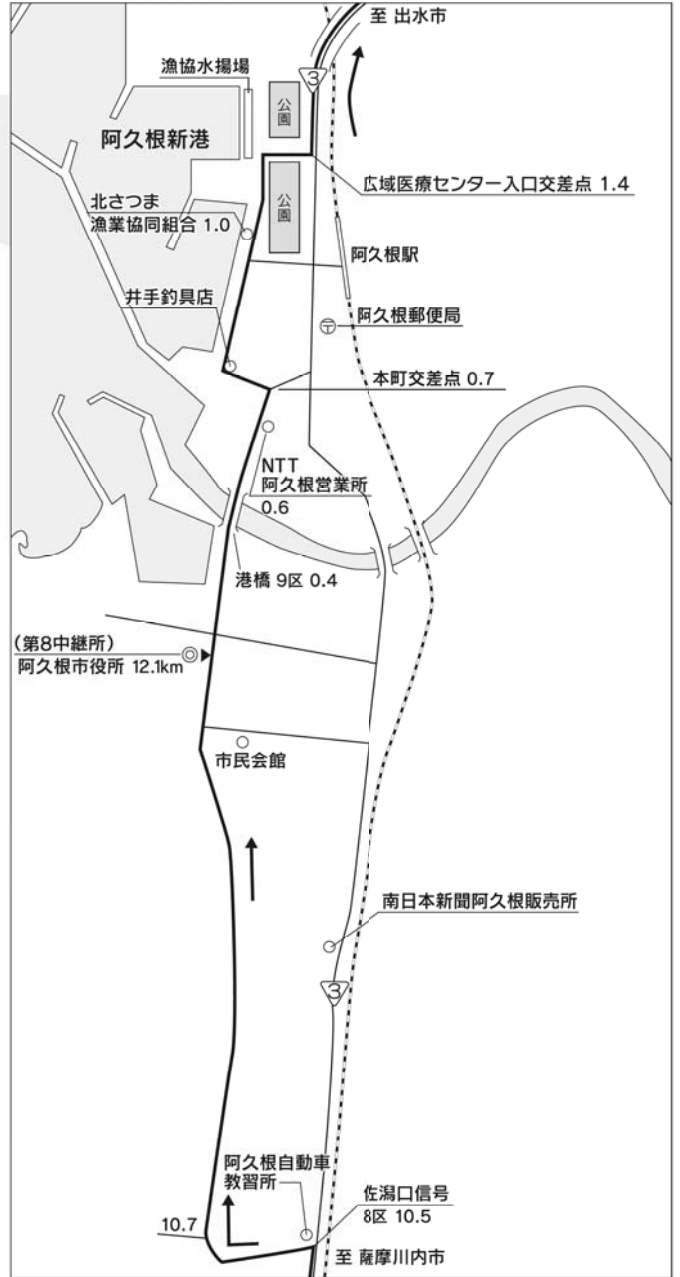 至 出水市
漁協水揚場
3
公園
阿久根新港
広域医療センター入口交差点 1.4
北さつま
漁業協同組合 1.0
公園
阿久根駅
井手釣具店
阿久根郵便局
本町交差点 0.7
NTT
阿久根営業所
0.6
港橋 9区 0.4
(第8中継所)
阿久根市役所 12.1km
市民会館
南日本新聞阿久根販売所
3
阿久根自動車
教習所
佐潟口信号
8区 10.5
10.7
至 薩摩川内市